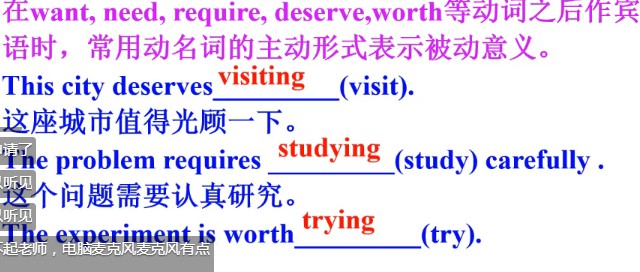 在want, need, require, deserve,worth等动词之后作宾
语时，常用动名词的主动形式表示被动意义。
This city deserves visiting (visit).
这座城市值得光顾一下。
请了
The problem requires studying (study) carefully .
听见
这个问题需要认真研究。
听见
The experiment is worth trying (try).
起老师，电脑麦克风麦克风有点